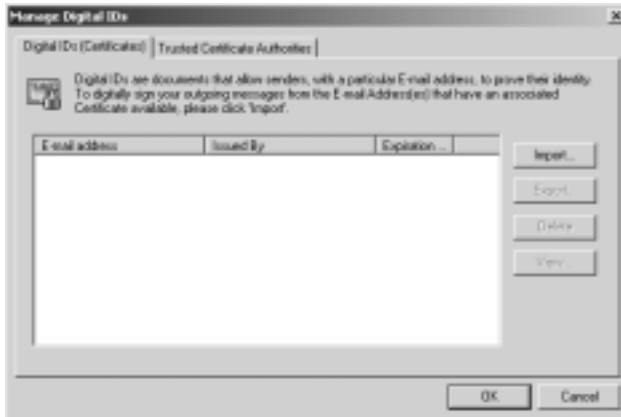 Manage Digital IDs
Digital IDs (Certificates) Trusted Certificate Authorities
Digital IDs are documents that allow senders, with a particular E-mail address, to prove their identity.
To digitally sign your outgoing messages from the E-mail Address(es) that have an associated
Certificate available, please click 'Import'.
E-mail address Issued By Expiration ...
Import...
Export...
Delete
View...
OK Cancel